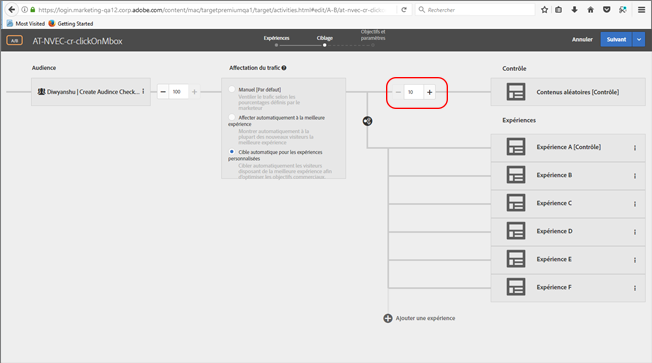 https://login.marketing-qa12.corp.adobe.com/content/mac/targetpremiumqa1/target/activities.html#edit/A-B/at-nvec-cr-clickOn
Rechercher
Most Visited
Getting Started
A/B
AT-NVEC-cr-clickOnMbox
Expériences
Cblage
Objectifs et
paramètres
Annuler
Suivant
Audience
Affectation du trafic
Contrôle
Diwyanshu | Create Audience Check...
100
Manuel [Par défaut]
Ventiler le trafic selon les
pourcentages définis par le
marketeur
Affecter automatiquement à la meilleure
expérience
Montrer automatiquement à la
plupart des nouveaux visiteurs la
meilleure expérience
Cible automatique pour les expériences
personnalisées
Cibler automatiquement les visiteurs
disposant de la meilleure expérience afin
d'optimiser les objectifs commerciaux
10
Contenus aléatoires [Contrôle]
Expériences
Expérience A [Contrôle]
Expérience B
Expérience C
Expérience D
Expérience E
Expérience F
Ajouter une expérience